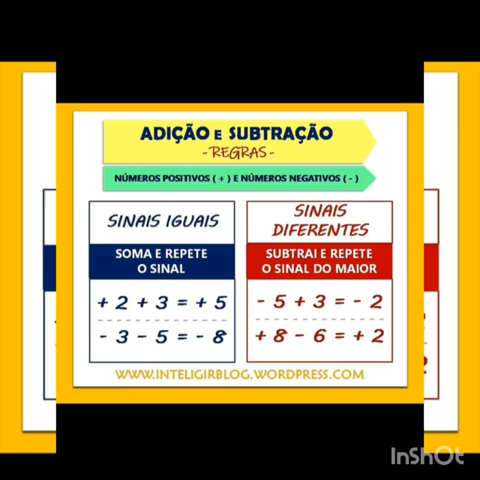 ADIÇÃO E SUBTRAÇÃO
-REGRAS-
NÚMEROS POSITIVOS ( + ) E NÚMEROS NEGATIVOS ( - )
SINAIS IGUAIS
SOMA E REPETE
O SINAL
+ 2 + 3 = + 5
- 3 - 5 = - 8
SINAIS
DIFERENTES
SUBTRAI E REPETE
O SINAL DO MAIOR
- 5 + 3 = - 2
+ 8 - 6 = + 2
WWW.INTELIGIRBLOG.WORDPRESS.COM
InShOt